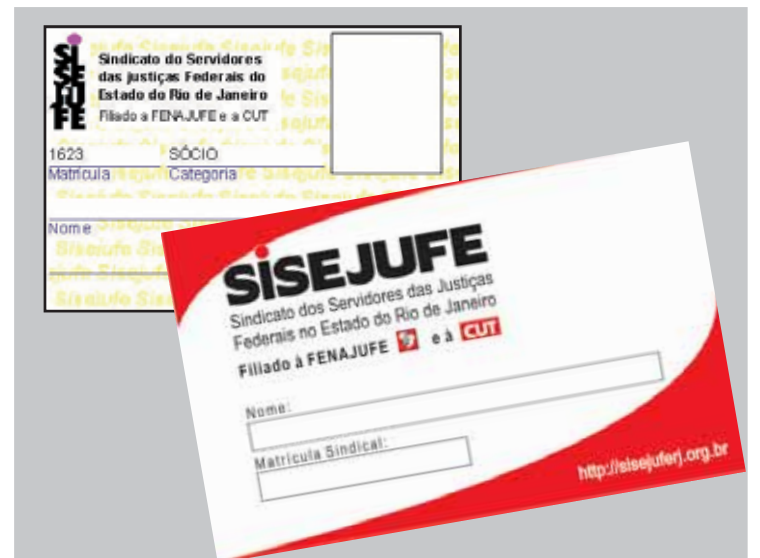 SISEJUFE
Sindicato do Servidores
das justiças Federais do
Estado do Rio de Janeiro
Filiado a FENAJUFE e a CUT
1623 SÓCIO
Matrícula Categoria
Nome
SISEJUFE
Sindicato dos Servidores das Justiças
Federais no Estado do Rio de Janeiro
Filiado à FENAJUFE e à CUT
Nome:
Matrícula Sindical:
http://sisejuferj.org.br